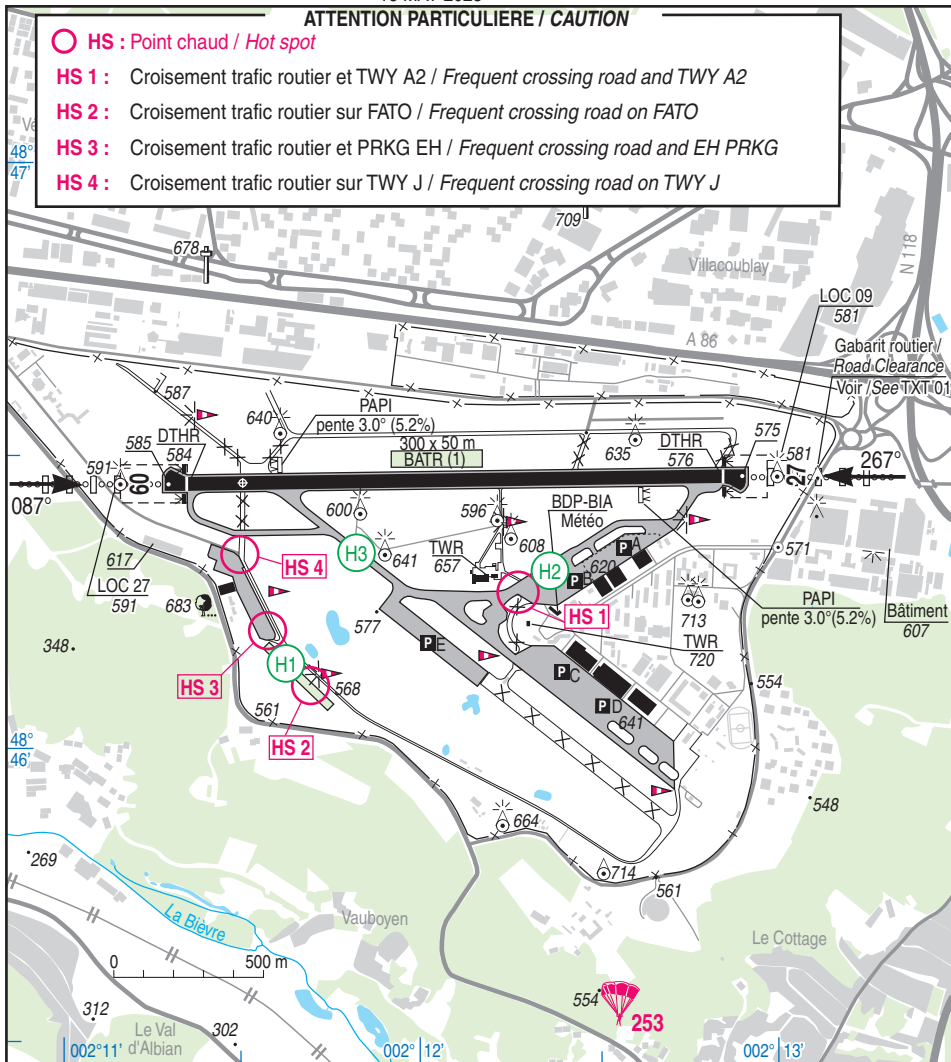 ATTENTION PARTICULIERE / CAUTION
HS : Point chaud / Hot spot
HS 1 : Croisement trafic routier et TWY A2 / Frequent crossing road and TWY A2
HS 2 : Croisement trafic routier sur FATO / Frequent crossing road on FATO
HS 3 : Croisement trafic routier et PRKG EH / Frequent crossing road and EH PRKG
HS 4 : Croisement trafic routier sur TWY J / Frequent crossing road on TWY J
48°
47'
709
678
Villacoublay
N 118
A 86
LOC 09
581
Gabarit routier /
Road Clearance
Voir /See TXT 01
587
640
PAPI
pente 3.0° (5.2%)
300 x 50 m
BATR (1)
635
DTHR
576
575
581
585
DTHR
584
591
09
27
087°
267°
600
596
608
BDP-BIA
Météo
TWR
657
641
H3
H2
620
P A
P B
571
617
LOC 27
591
HS 4
683
HS 1
713
TWR
720
PAPI
pente 3.0°(5.2%)
Bâtiment
607
577
P E
P C
P D
641
348
HS 3
H1
568
561
HS 2
554
48°
46'
548
664
714
561
269
La Bièvre
Vauboyen
Le Cottage
0
500 m
554
253
312
302
Le Val
d'Albian
002°11'
002° 12'
002° 13'